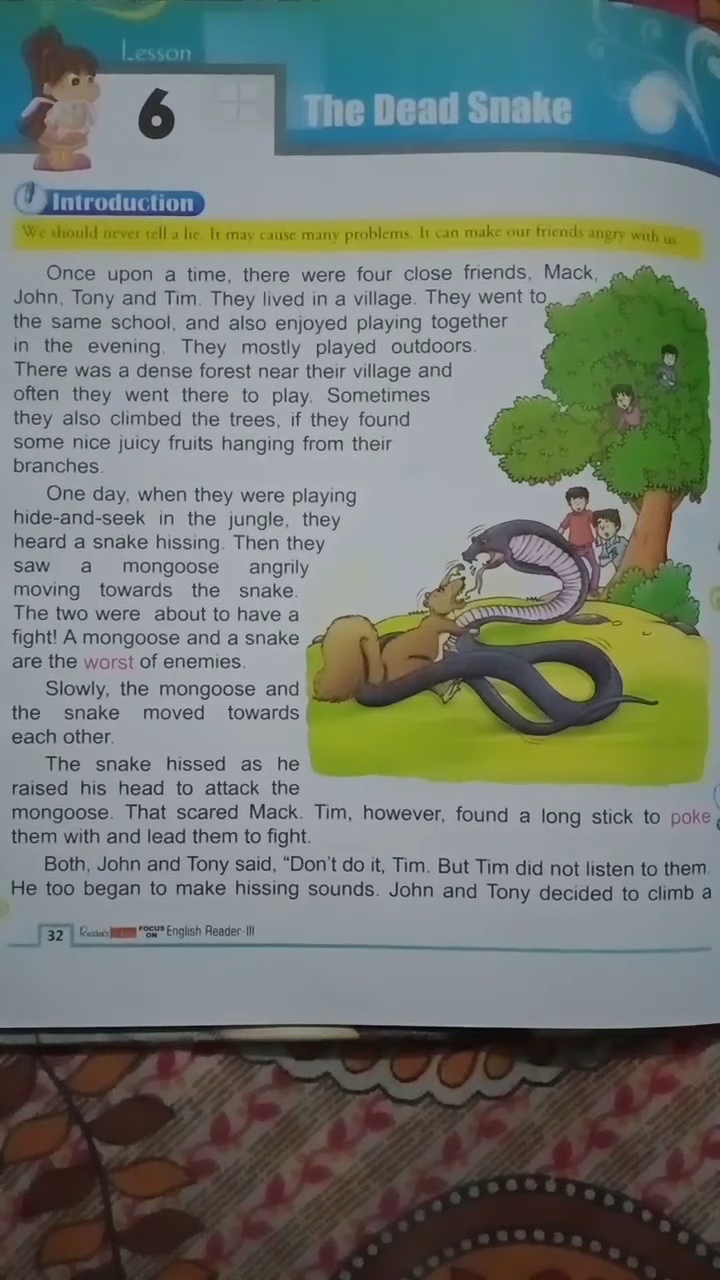 Lesson
6
The Dead Snake
Introduction
We should never tell a lie. It may cause many problems. It can make our friends angry with us
Once upon a time, there were four close friends, Mack,
John, Tony and Tim. They lived in a village. They went to
the same school, and also enjoyed playing together
in the evening. They mostly played outdoors.
There was a dense forest near their village and
often they went there to play. Sometimes
they also climbed the trees, if they found
some nice juicy fruits hanging from their
branches.
One day, when they were playing
hide-and-seek in the jungle, they
heard a snake hissing. Then they
saw a mongoose angrily
moving towards the snake.
The two were about to have a
fight! A mongoose and a snake
are the worst of enemies.
Slowly, the mongoose and
the snake moved towards
each other.
The snake hissed as he
raised his head to attack the
mongoose. That scared Mack. Tim, however, found a long stick to poke
them with and lead them to fight.
Both, John and Tony said, “Don’t do it, Tim. But Tim did not listen to them.
He too began to make hissing sounds. John and Tony decided to climb a
32 FOCUS ON English Reader-III